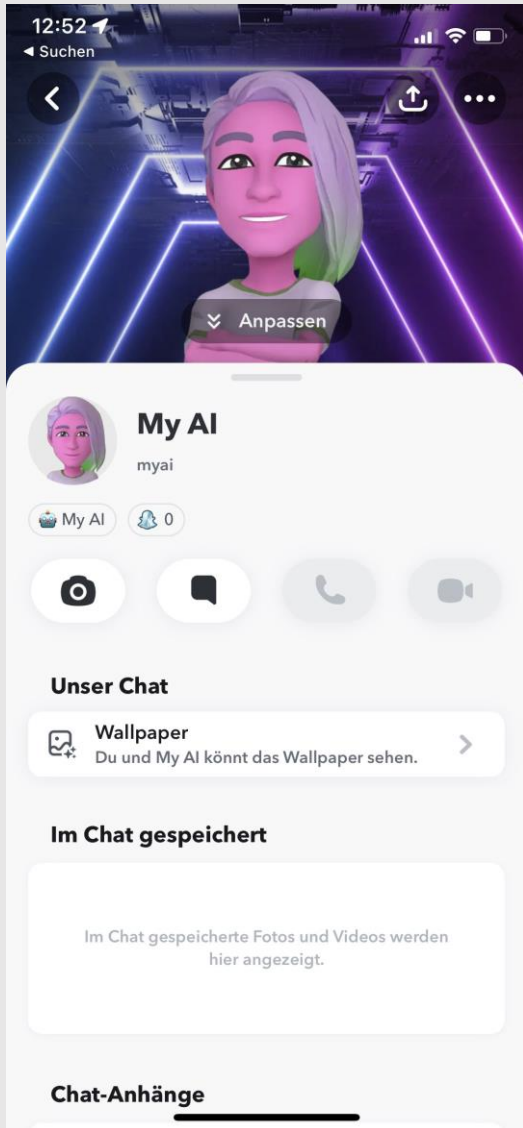 12:52
◀ Suchen
Anpassen
My AI
myai
My AI
0
Unser Chat
Wallpaper
Du und My AI könnt das Wallpaper sehen.
Im Chat gespeichert
Im Chat gespeicherte Fotos und Videos werden
hier angezeigt.
Chat-Anhänge